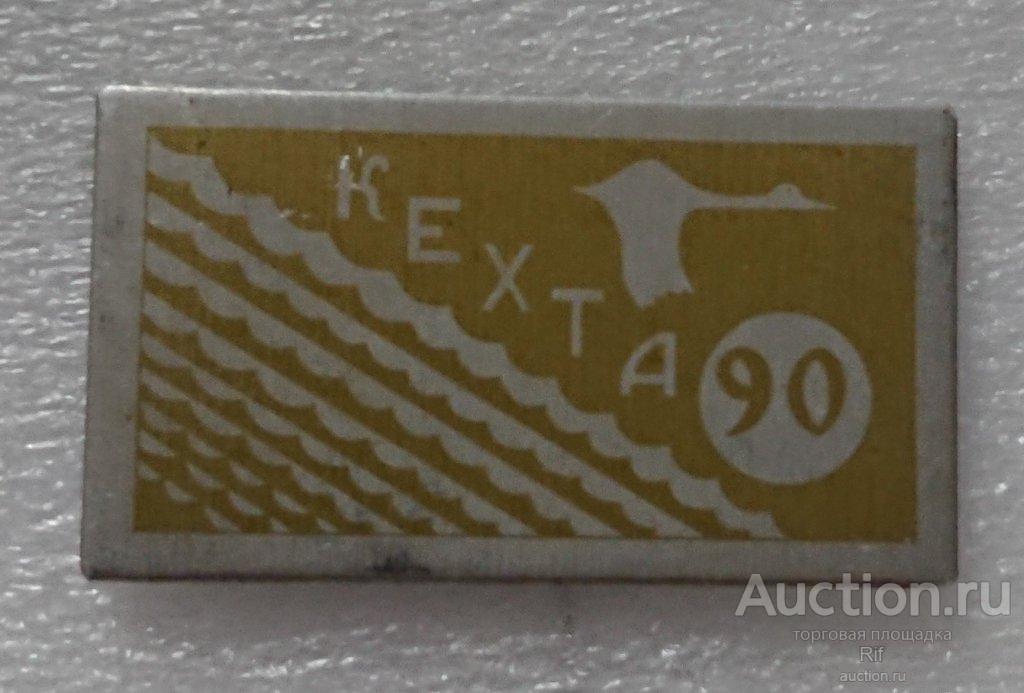 КЕХТА
90
Auction.ru
торговая площадка
Rif
auction.ru